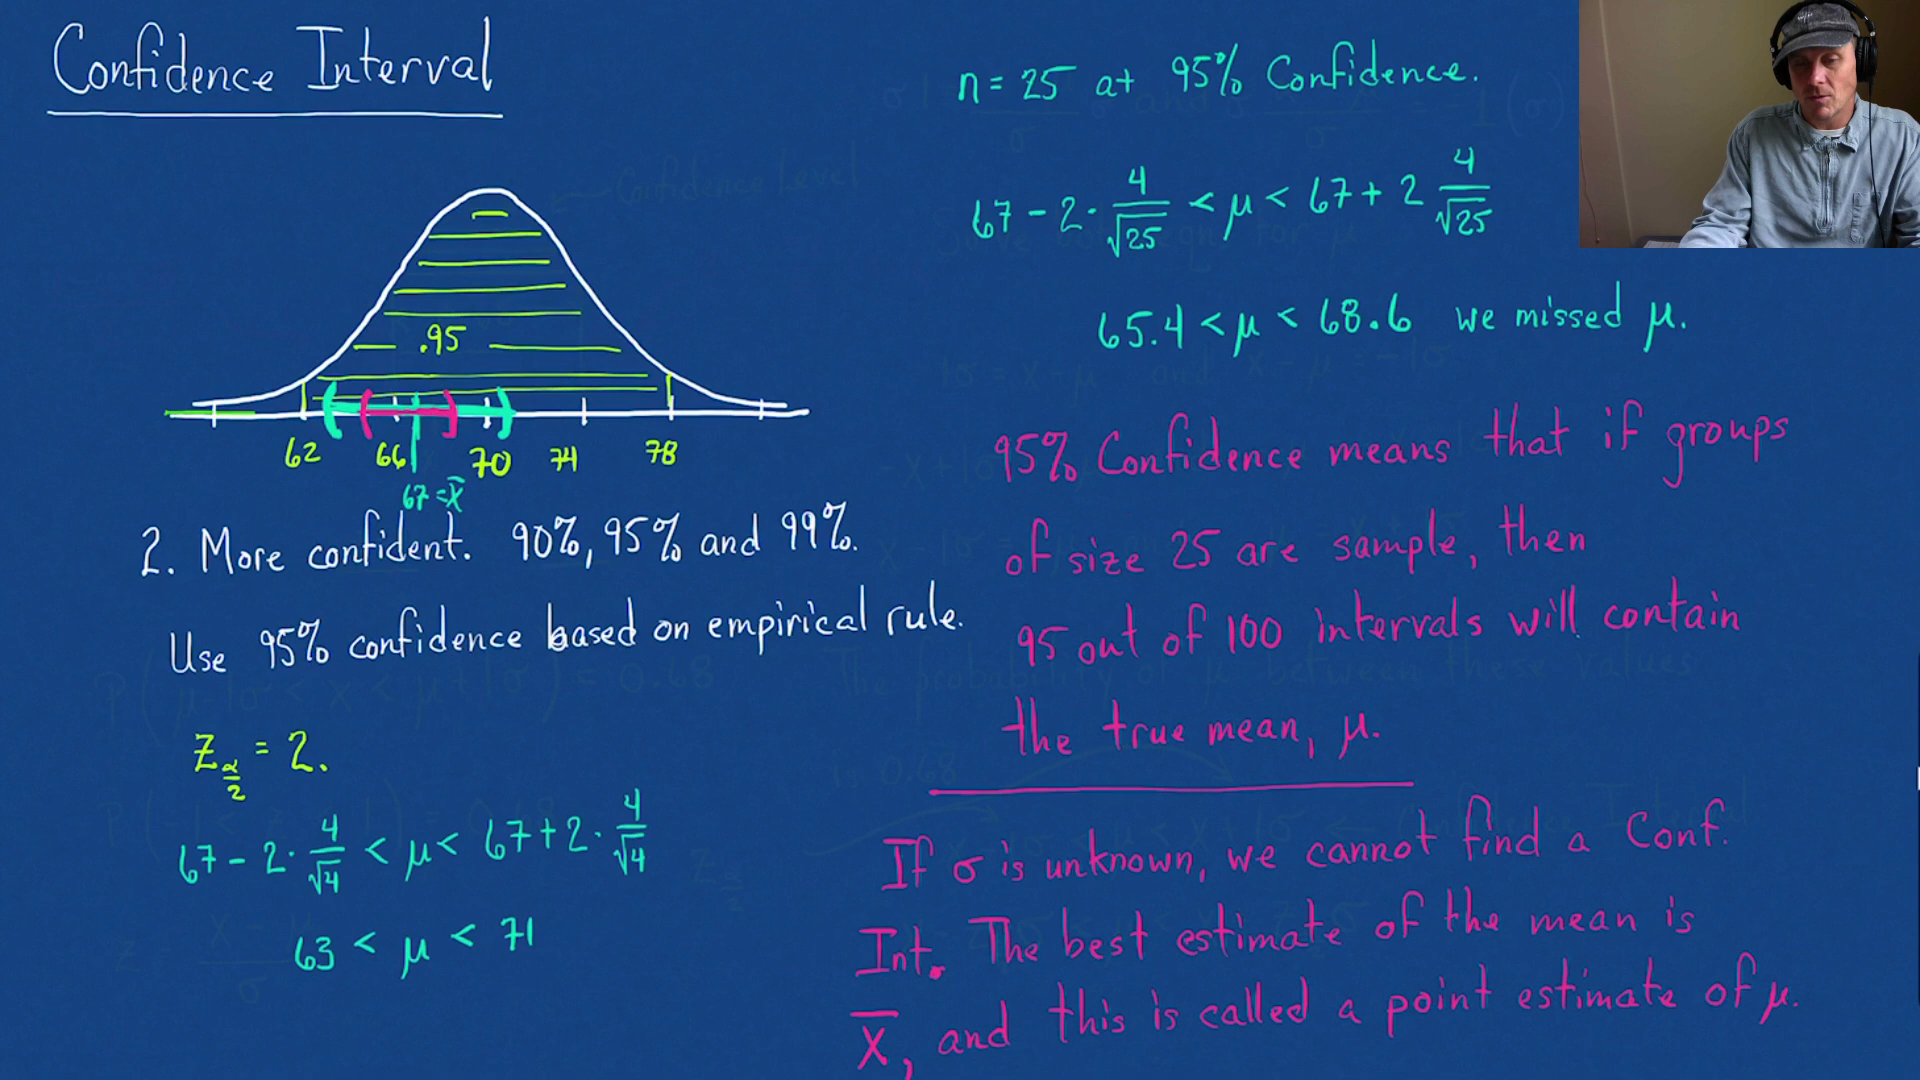 Confidence Interval
.95
62 66 70 74 78
67 = x̄
2. More confident. 90%, 95% and 99%.
Use 95% confidence based on empirical rule.
Z_{α/2} = 2.
67 - 2 · 4/√4 < μ < 67 + 2 · 4/√4
63 < μ < 71
n = 25 at 95% Confidence.
67 - 2 · 4/√25 < μ < 67 + 2 4/√25
65.4 < μ < 68.6 we missed μ.
95% Confidence means that if groups
of size 25 are sample, then
95 out of 100 intervals will contain
the true mean, μ.
If σ is unknown, we cannot find a Conf.
Int. The best estimate of the mean is
X̄, and this is called a point estimate of μ.